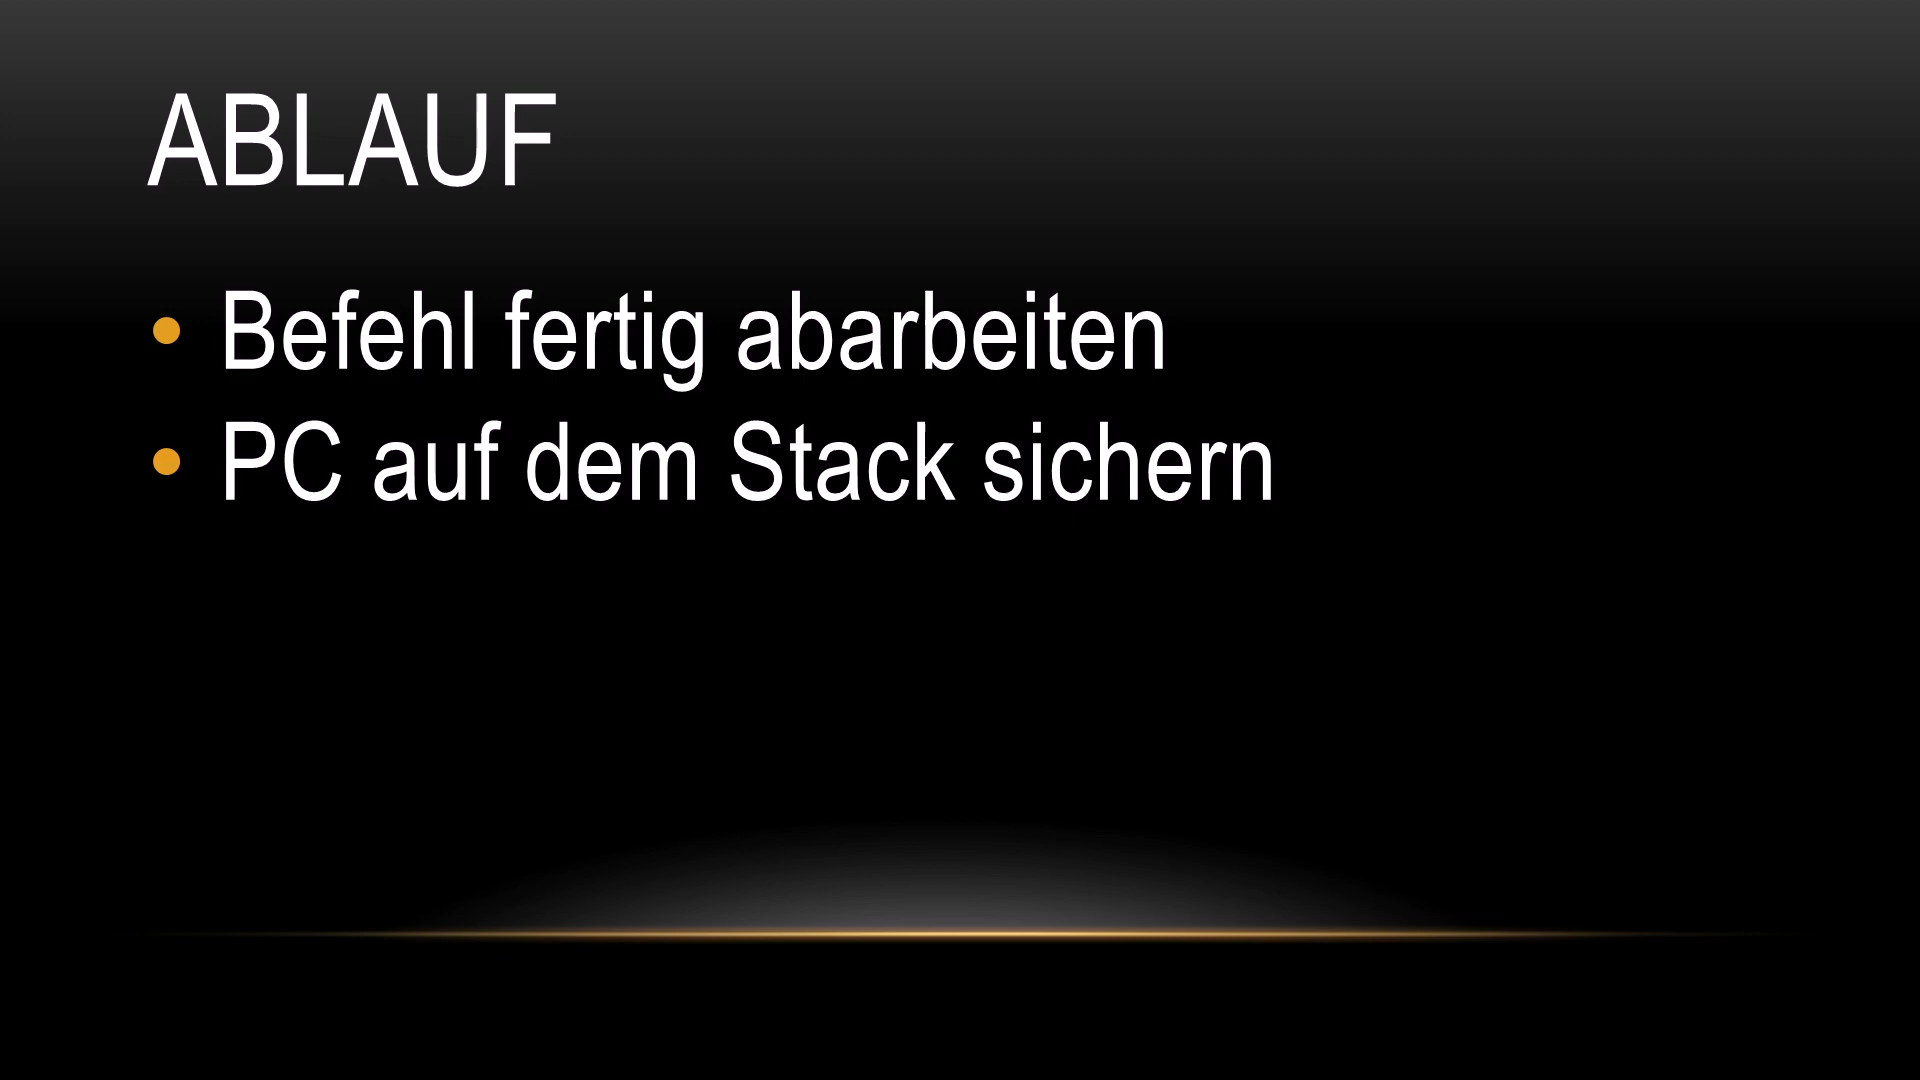 ABLAUF
• Befehl fertig abarbeiten
• PC auf dem Stack sichern